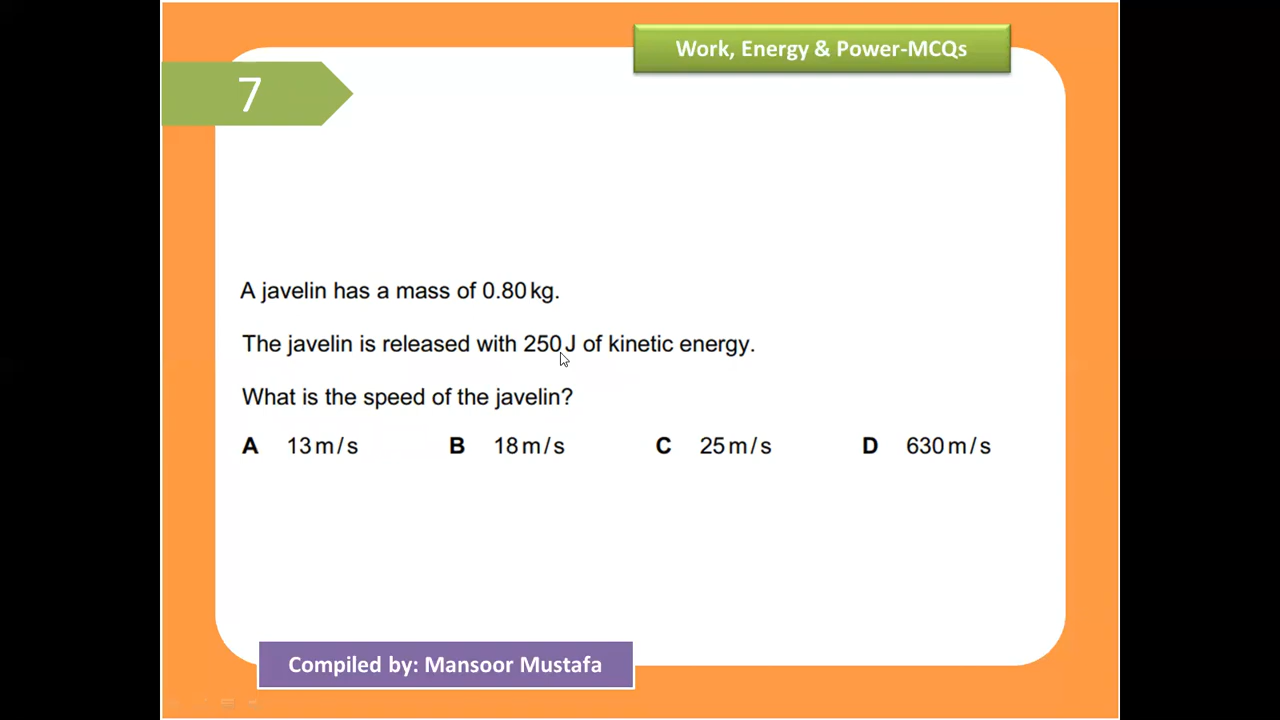 Work, Energy & Power-MCQs
7
A javelin has a mass of 0.80 kg.
The javelin is released with 250 J of kinetic energy.
What is the speed of the javelin?
A 13 m/s B 18 m/s C 25 m/s D 630 m/s
Compiled by: Mansoor Mustafa